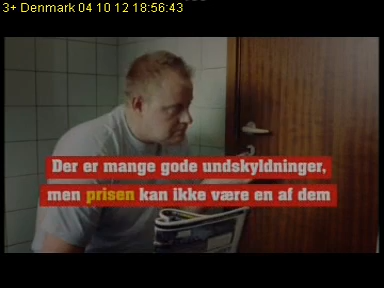 3+ Denmark 04 10 12 18:56:43
Der er mange gode undskyldninger,
men prisen kan ikke være en af dem